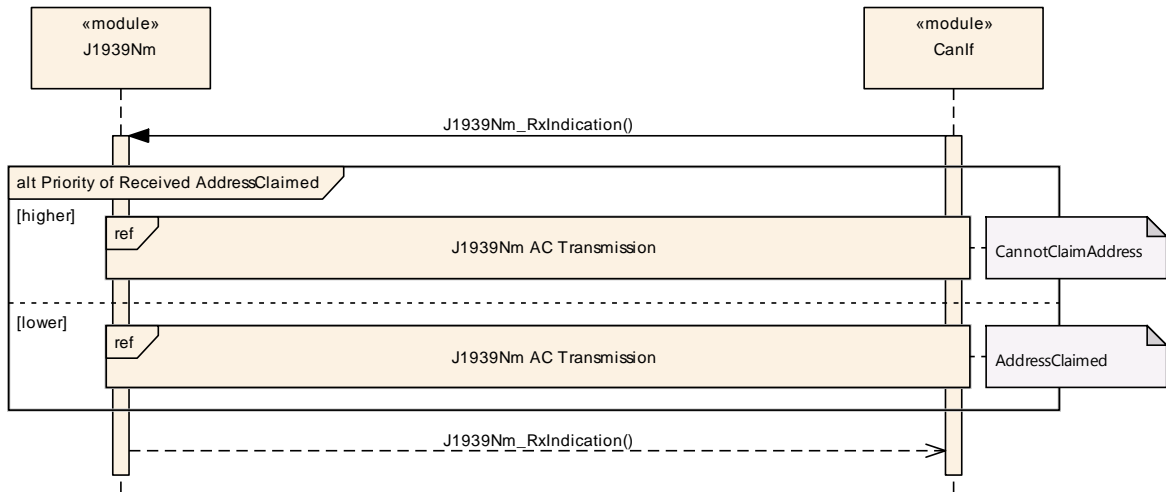 «module»
J1939Nm
«module»
CanIf
J1939Nm_RxIndication()
alt Priority of Received AddressClaimed
[higher]
ref
J1939Nm AC Transmission
CannotClaimAddress
[lower]
ref
J1939Nm AC Transmission
AddressClaimed
J1939Nm_RxIndication()